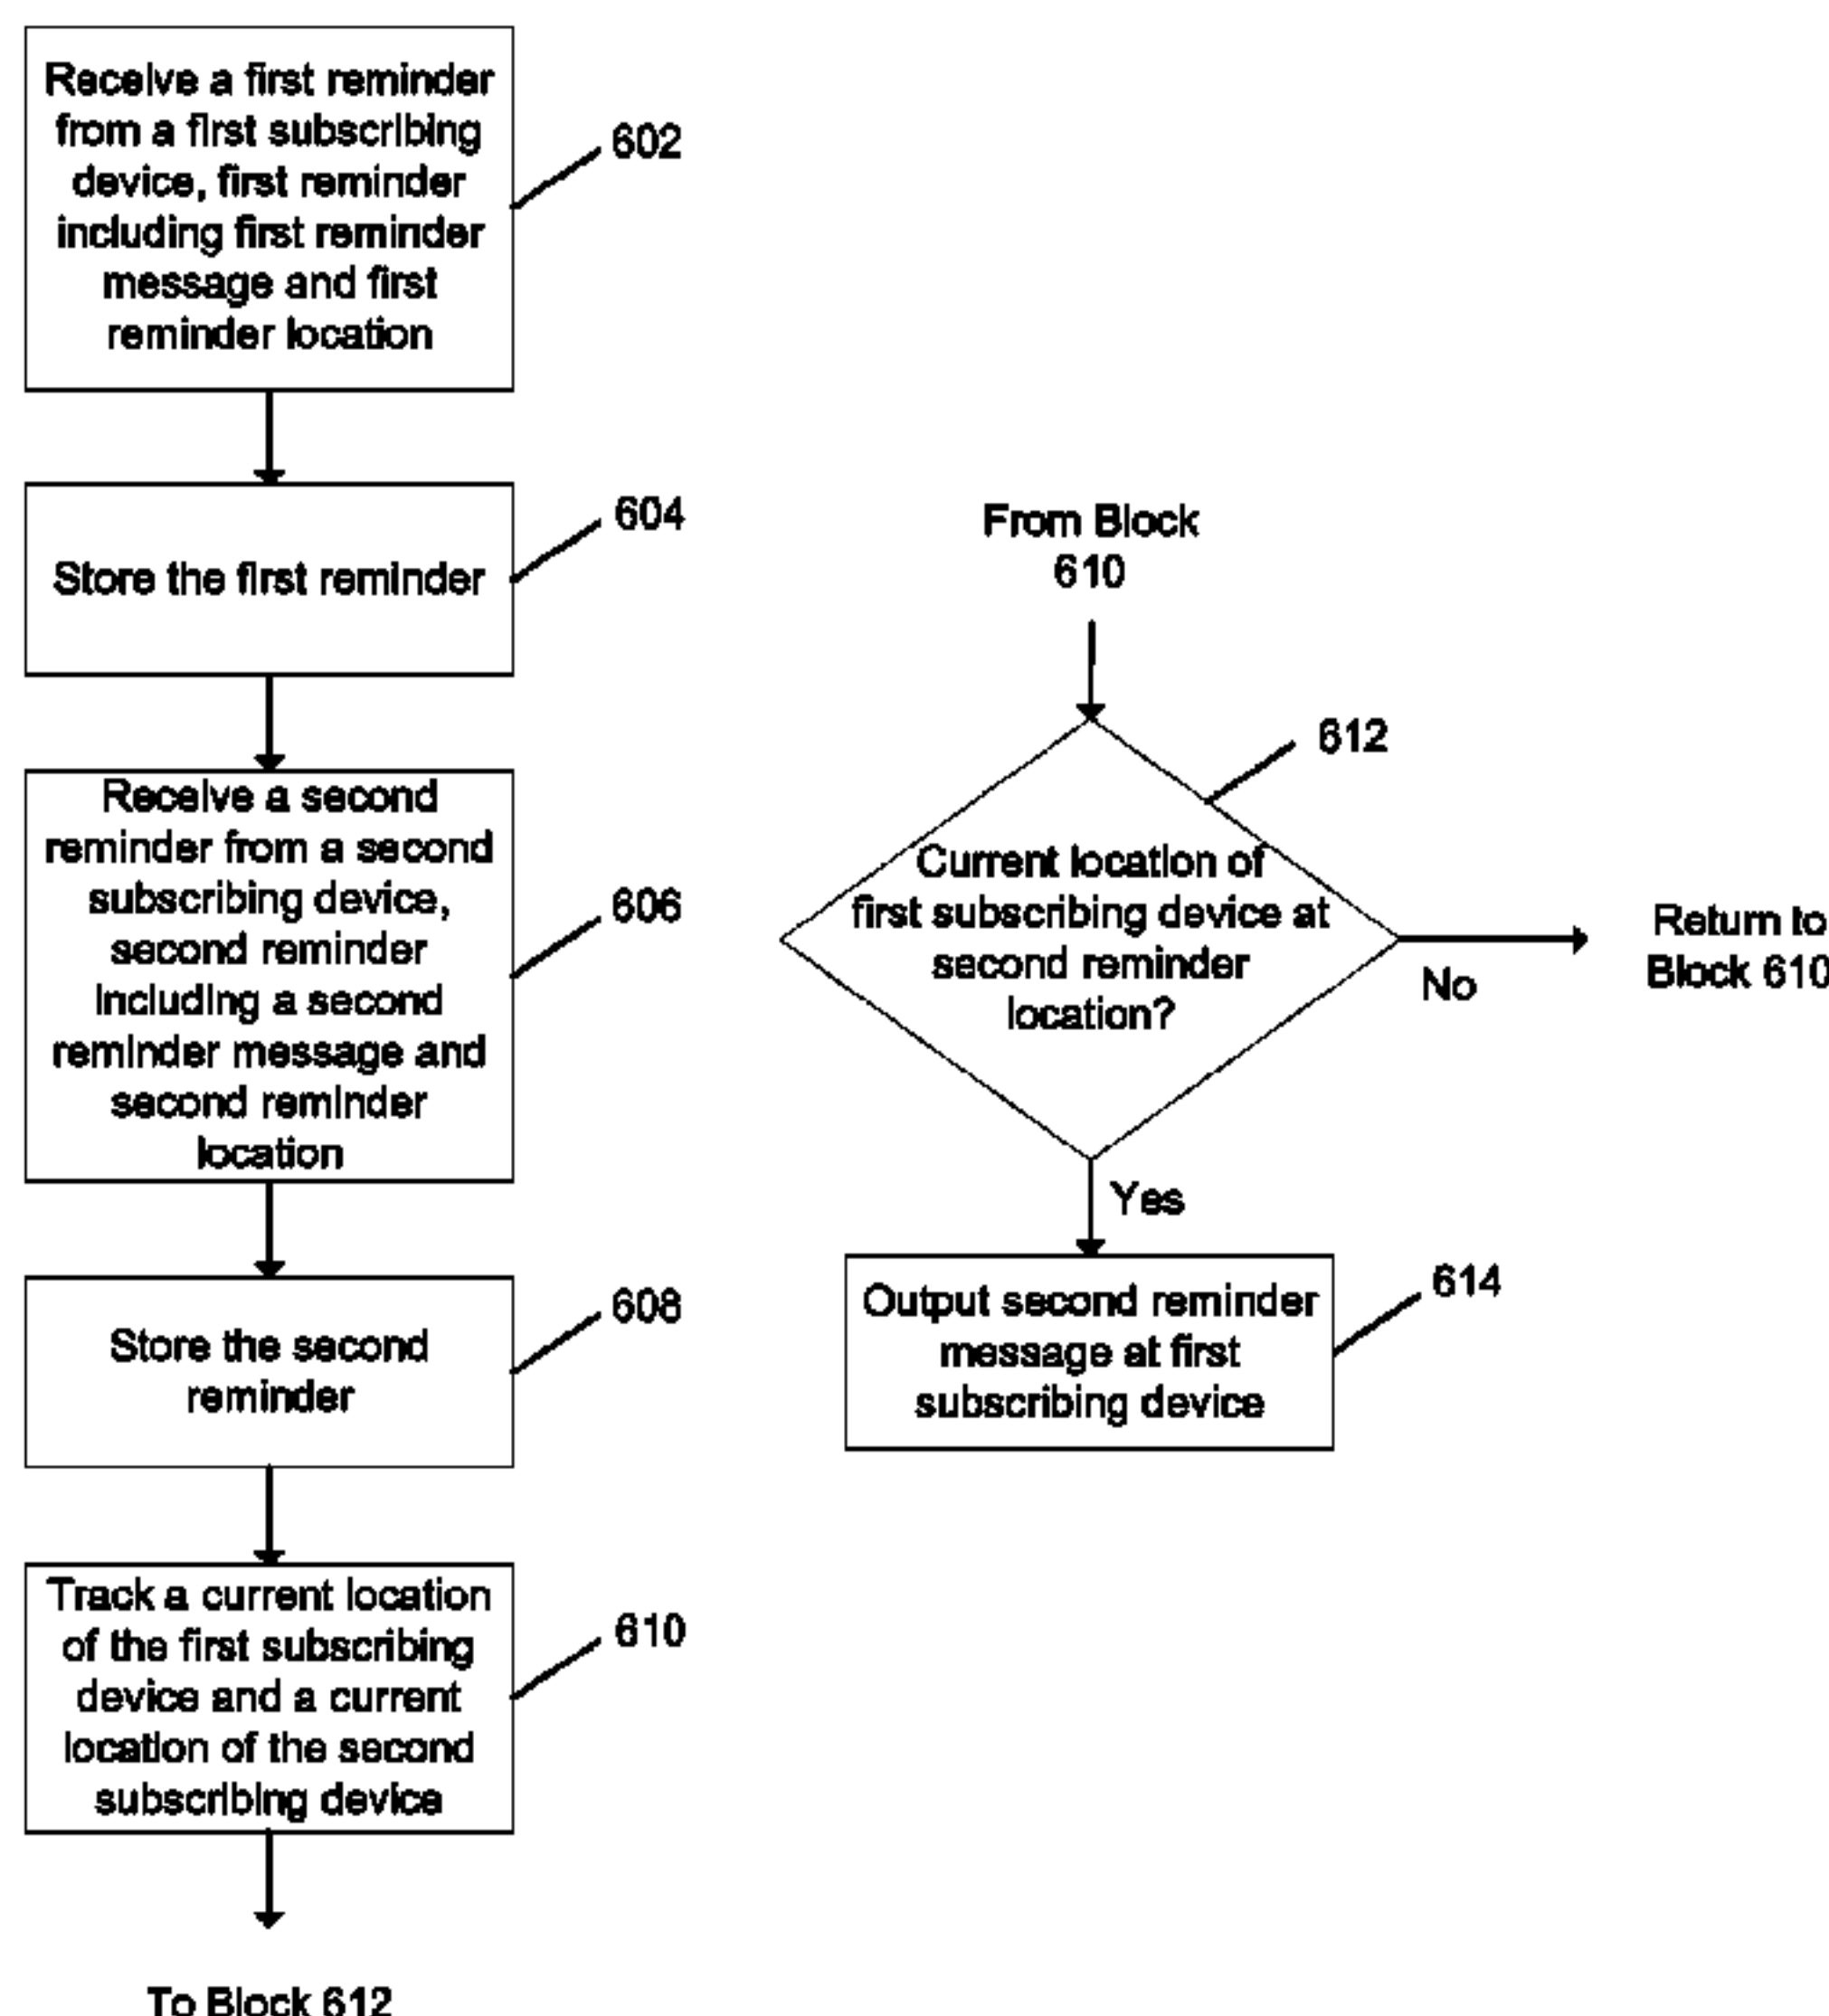 Receive a first reminder
from a first subscribing
device, first reminder
including first reminder
message and first
reminder location
602
Store the first reminder
604
Receive a second
reminder from a second
subscribing device,
second reminder
including a second
reminder message and
second reminder
location
606
Store the second
reminder
608
Track a current location
of the first subscribing
device and a current
location of the second
subscribing device
610
To Block 612
From Block
610
612
Current location of
first subscribing device at
second reminder
location?
No
Return to
Block 610
Yes
Output second reminder
message at first
subscribing device
614